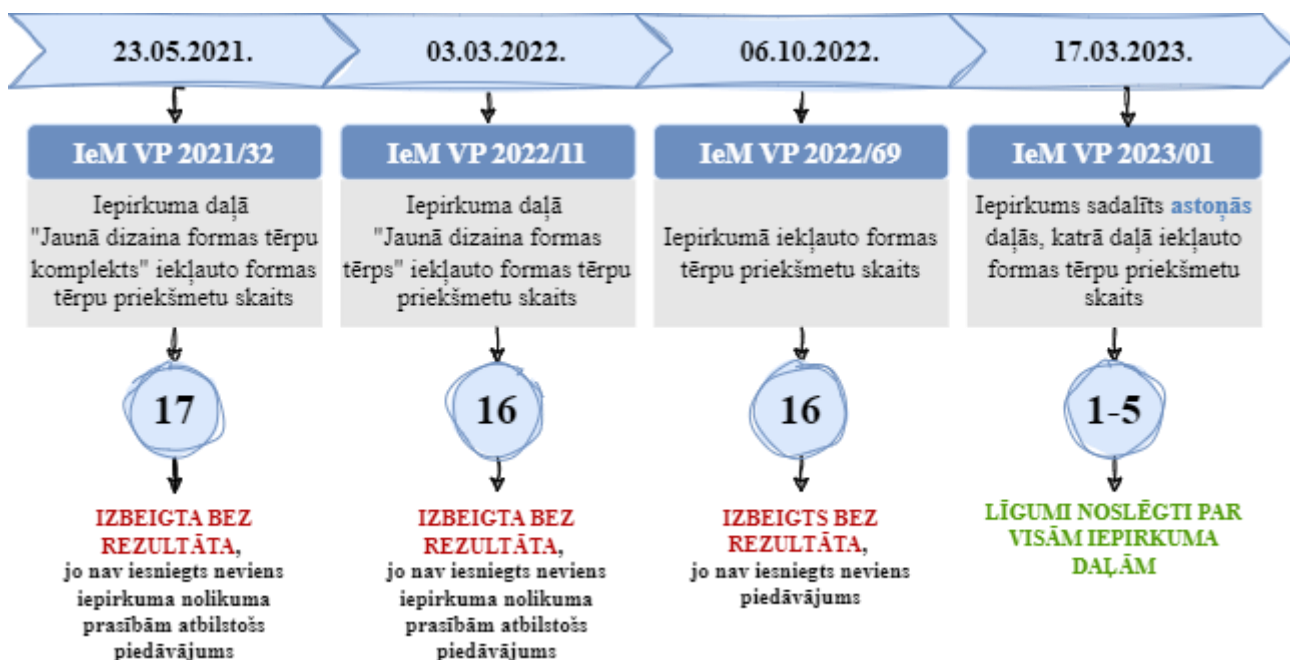 23.05.2021.
03.03.2022.
06.10.2022.
17.03.2023.
IeM VP 2021/32
Iepirkuma daļā
"Jaunā dizaina formas tērpu
komplekts" iekļauto formas
tērpu priekšmetu skaits
17
IZBEIGTA BEZ
REZULTĀTA,
jo nav iesniegts neviens
iepirkuma nolikuma
prasībām atbilstošs
piedāvājums
IeM VP 2022/11
Iepirkuma daļā
"Jaunā dizaina formas
tērps" iekļauto formas tērpu
priekšmetu skaits
16
IZBEIGTA BEZ
REZULTĀTA,
jo nav iesniegts neviens
iepirkuma nolikuma
prasībām atbilstošs
piedāvājums
IeM VP 2022/69
Iepirkumā iekļauto formas
tērpu priekšmetu skaits
16
IZBEIGTS BEZ
REZULTĀTA,
jo nav iesniegts neviens
piedāvājums
IeM VP 2023/01
Iepirkums sadalīts astoņās
daļās, katrā daļā iekļauto
formas tērpu priekšmetu
skaits
1-5
LĪGUMI NOSLĒGTI PAR
VISĀM IEPIRKUMA
DAĻĀM